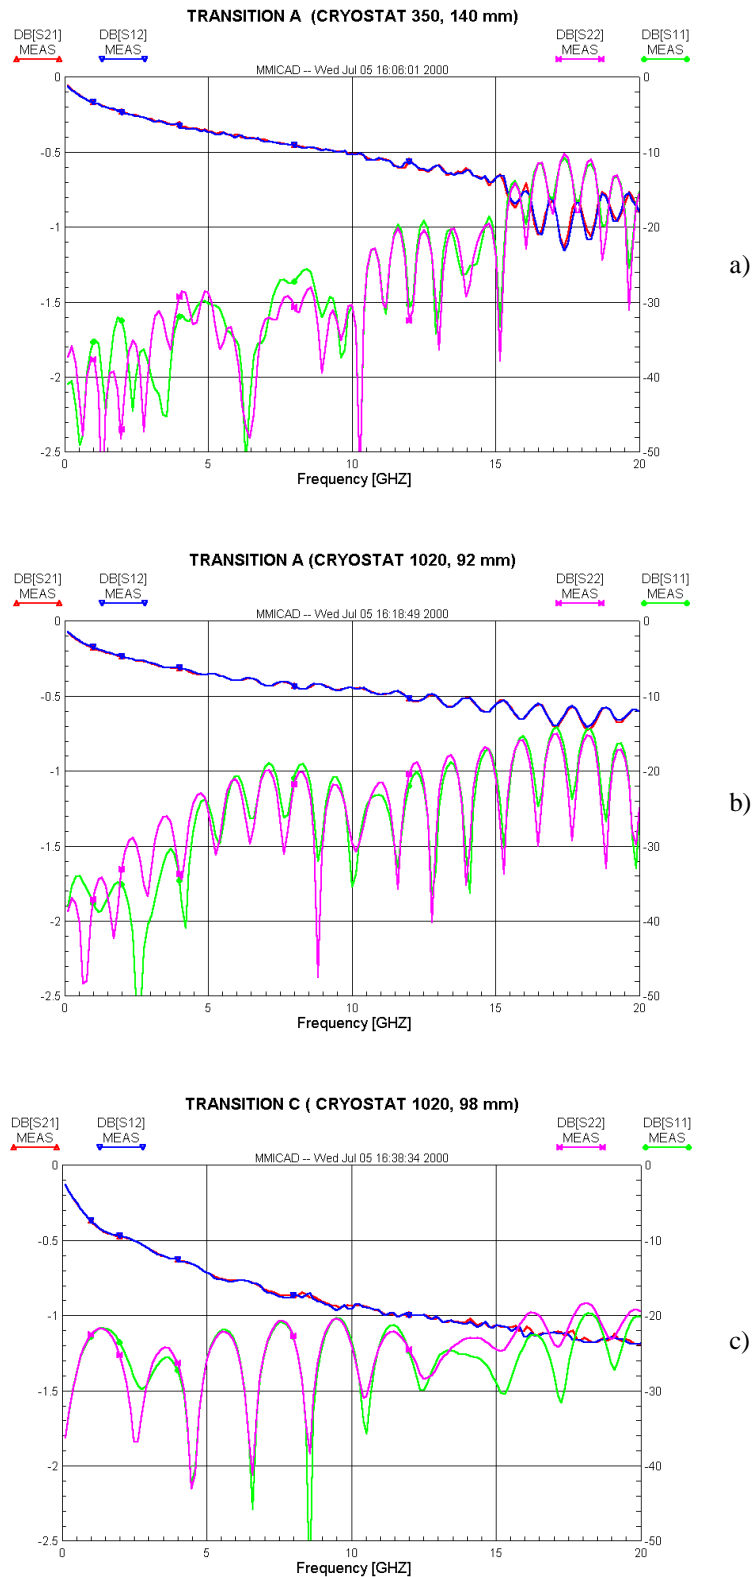 TRANSITION A (CRYOSTAT 350, 140 mm)
DB[S21] DB[S12] DB[S22] DB[S11]
MEAS MEAS MEAS MEAS
MMICAD -- Wed Jul 05 16:06:01 2000
0 0
-0.5 -10
-1 -20
-1.5 -30
-2 -40
-2.5 -50
0 5 10 15 20
Frequency [GHZ]
a)
TRANSITION A (CRYOSTAT 1020, 92 mm)
DB[S21] DB[S12] DB[S22] DB[S11]
MEAS MEAS MEAS MEAS
MMICAD -- Wed Jul 05 16:18:49 2000
0 0
-0.5 -10
-1 -20
-1.5 -30
-2 -40
-2.5 -50
0 5 10 15 20
Frequency [GHZ]
b)
TRANSITION C ( CRYOSTAT 1020, 98 mm)
DB[S21] DB[S12] DB[S22] DB[S11]
MEAS MEAS MEAS MEAS
MMICAD -- Wed Jul 05 16:38:34 2000
0 0
-0.5 -10
-1 -20
-1.5 -30
-2 -40
-2.5 -50
0 5 10 15 20
Frequency [GHZ]
c)